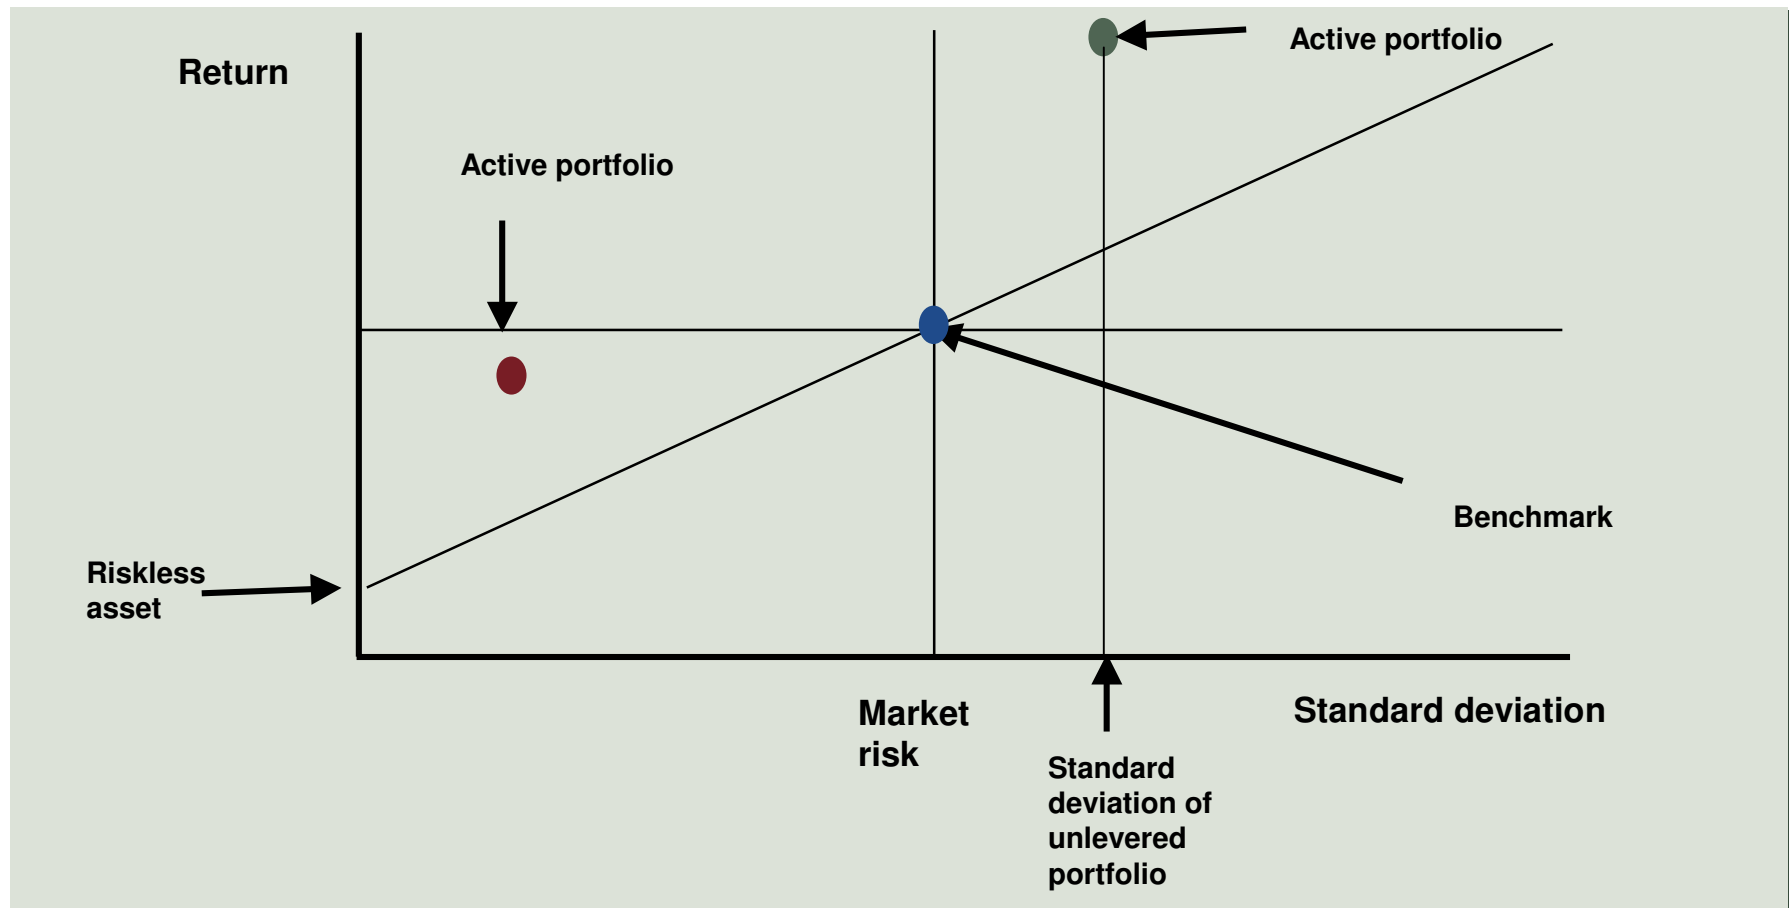 Active portfolio
Return
Active portfolio
Benchmark
Riskless
asset
Market
risk
Standard deviation
Standard
deviation of
unlevered
portfolio